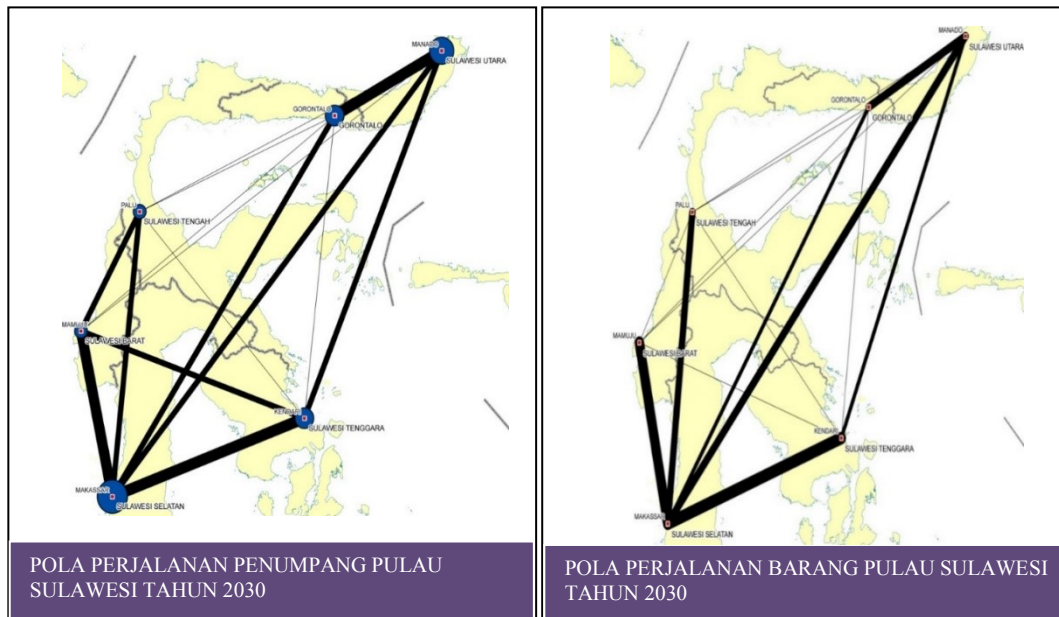 MANADO
SULAWESI UTARA
GORONTALO
GORONTALO
PALU
SULAWESI TENGAH
MAMUJU
SULAWESI BARAT
KENDARI
SULAWESI TENGGARA
MAKASSAR
SULAWESI SELATAN
POLA PERJALANAN PENUMPANG PULAU
SULAWESI TAHUN 2030
MANADO
SULAWESI UTARA
GORONTALO
GORONTALO
PALU
SULAWESI TENGAH
MAMUJU
SULAWESI BARAT
KENDARI
SULAWESI TENGGARA
MAKASSAR
SULAWESI SELATAN
POLA PERJALANAN BARANG PULAU SULAWESI
TAHUN 2030